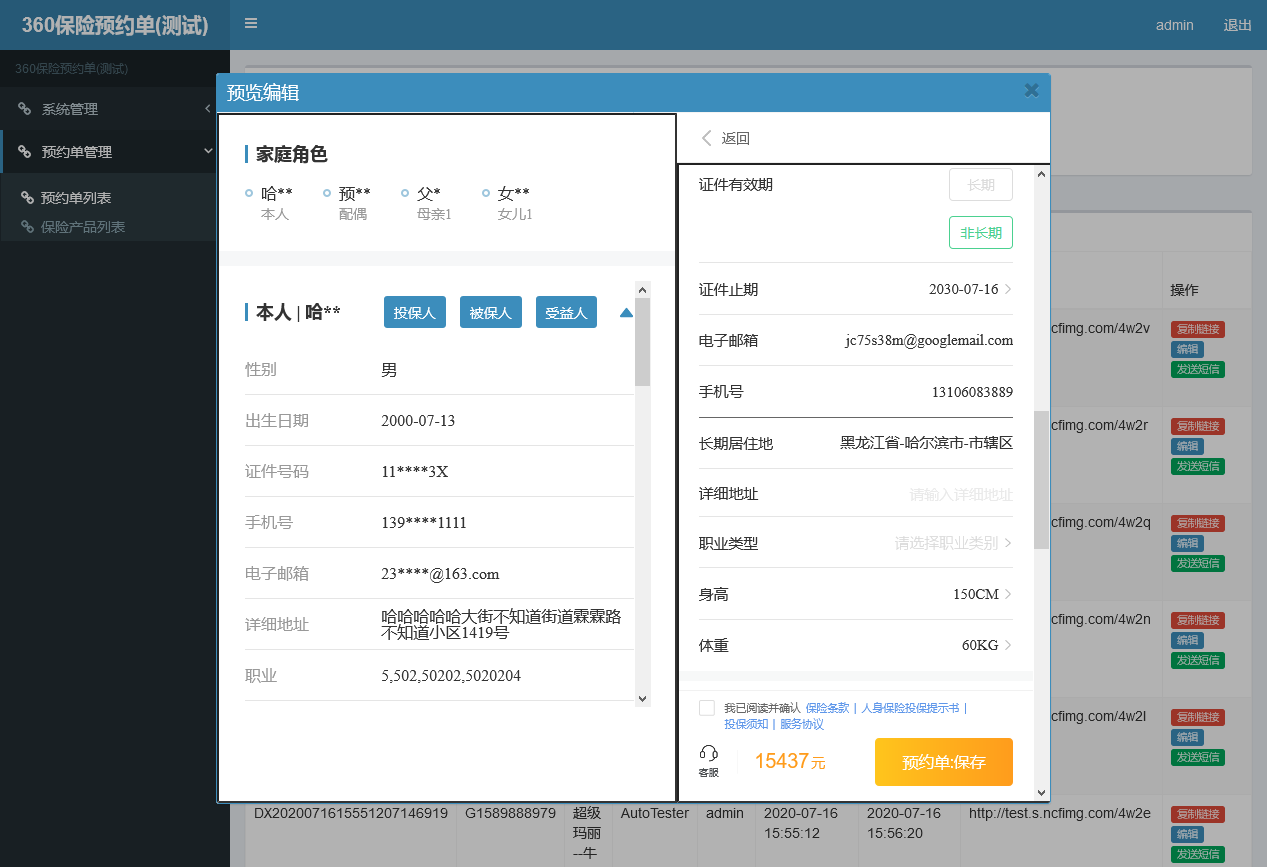 360保险预约单(测试)
admin
退出
360保险预约单(测试)
系统管理
预约单管理
预约单列表
保险产品列表
预览编辑
家庭角色
哈**
预**
父*
女**
本人
配偶
母亲1
女儿1
本人 | 哈**
投保人
被保人
受益人
性别
男
出生日期
2000-07-13
证件号码
11****3X
手机号
139****1111
电子邮箱
23****@163.com
详细地址
哈哈哈哈哈大街不知道街道霖霖路
不知道小区1419号
职业
5,502,50202,5020204
返回
证件有效期
长期
非长期
证件止期
2030-07-16
电子邮箱
jc75s38m@googlemail.com
手机号
13106083889
长期居住地
黑龙江省-哈尔滨市-市辖区
详细地址
请输入详细地址
职业类型
请选择职业类别
身高
150CM
体重
60KG
我已阅读并确认 保险条款 | 人身保险投保提示书 |
投保须知 | 服务协议
客服
15437元
预约单:保存
操作
cfimg.com/4w2v
复制链接
编辑
发送短信
cfimg.com/4w2r
复制链接
编辑
发送短信
cfimg.com/4w2q
复制链接
编辑
发送短信
cfimg.com/4w2n
复制链接
编辑
发送短信
cfimg.com/4w2l
复制链接
编辑
发送短信
DX2020071615551207146919
G1589888979
超级
玛丽
--牛
AutoTester
admin
2020-07-16
15:55:12
2020-07-16
15:56:20
http://test.s.ncfimg.com/4w2e
复制链接
编辑
发送短信